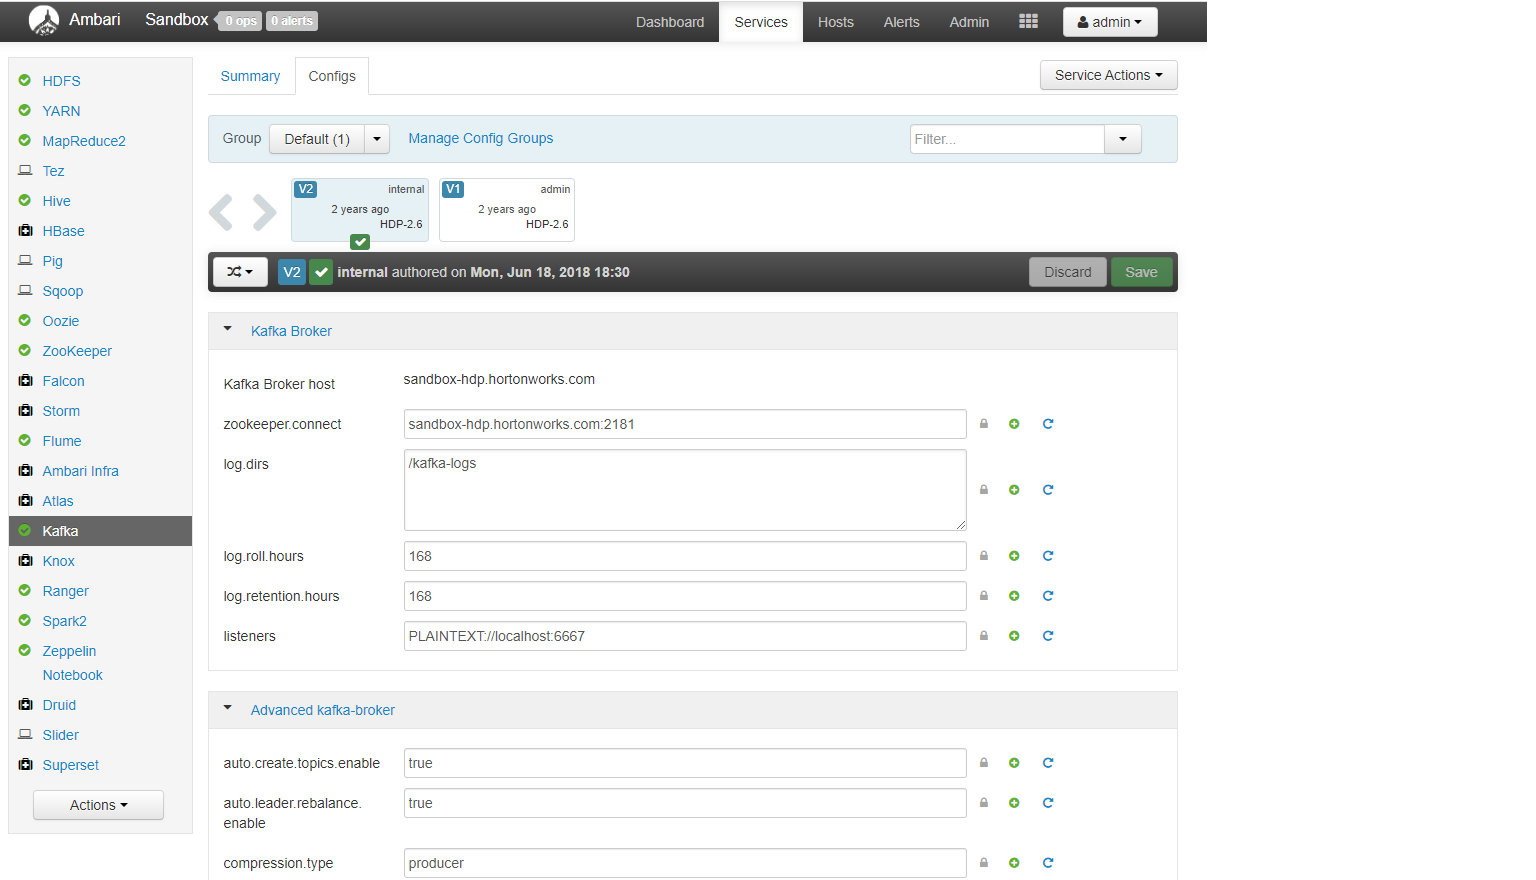 Ambari Sandbox 0 ops 0 alerts Dashboard Services Hosts Alerts Admin admin
HDFS
YARN
MapReduce2
Tez
Hive
HBase
Pig
Sqoop
Oozie
ZooKeeper
Falcon
Storm
Flume
Ambari Infra
Atlas
Kafka
Knox
Ranger
Spark2
Zeppelin
Notebook
Druid
Slider
Superset
Actions
Summary Configs Service Actions
Group Default (1) Manage Config Groups Filter...
V2 internal
2 years ago
HDP-2.6
V1 admin
2 years ago
HDP-2.6
V2 internal authored on Mon, Jun 18, 2018 18:30 Discard Save
Kafka Broker
Kafka Broker host sandbox-hdp.hortonworks.com
zookeeper.connect sandbox-hdp.hortonworks.com:2181
log.dirs /kafka-logs
log.roll.hours 168
log.retention.hours 168
listeners PLAINTEXT://localhost:6667
Advanced kafka-broker
auto.create.topics.enable true
auto.leader.rebalance. true
enable
compression.type producer